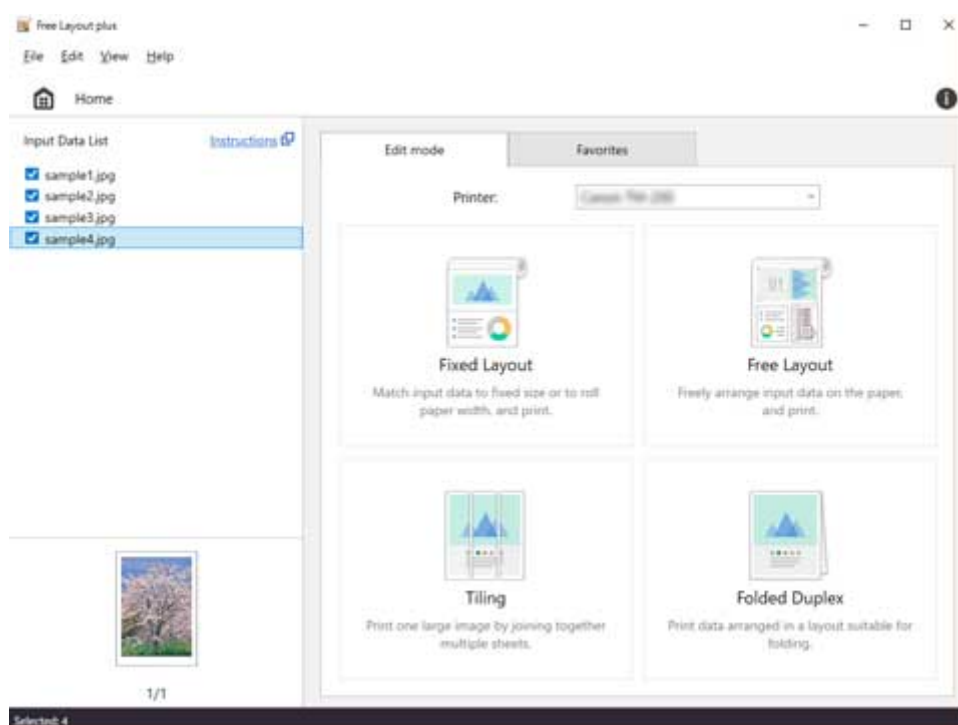 Free Layout plus
File Edit View Help
Home
Input Data List Instructions
Edit mode Favorites
sample1.jpg
sample2.jpg
sample3.jpg
sample4.jpg
Printer:
Fixed Layout
Match input data to fixed size or to roll
paper width, and print.
Free Layout
Freely arrange input data on the paper,
and print.
Tiling
Print one large image by joining together
multiple sheets.
Folded Duplex
Print data arranged in a layout suitable for
folding.
1/1
Selected: 4